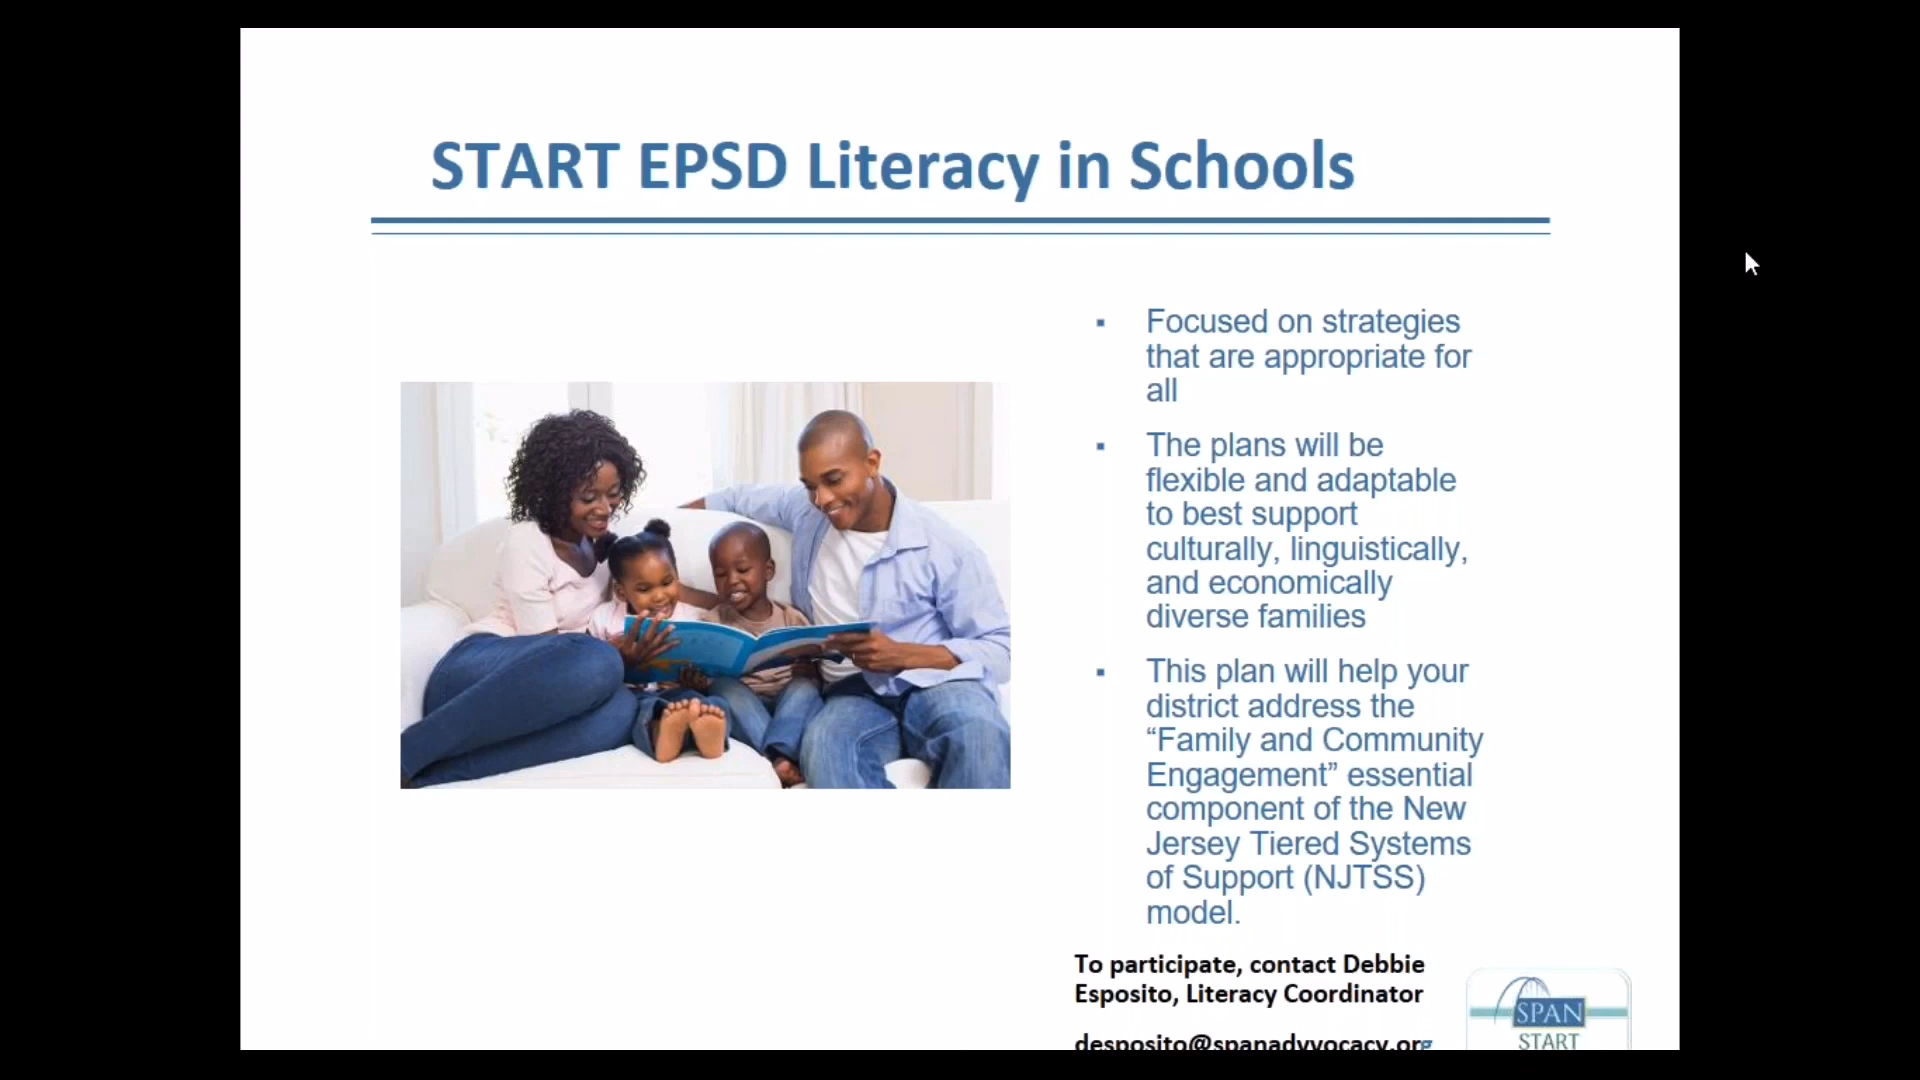 START EPSD Literacy in Schools
▪ Focused on strategies
that are appropriate for
all
▪ The plans will be
flexible and adaptable
to best support
culturally, linguistically,
and economically
diverse families
▪ This plan will help your
district address the
“Family and Community
Engagement” essential
component of the New
Jersey Tiered Systems
of Support (NJTSS)
model.
To participate, contact Debbie
Esposito, Literacy Coordinator
desposito@spanadvvocacy.org
SPAN
START